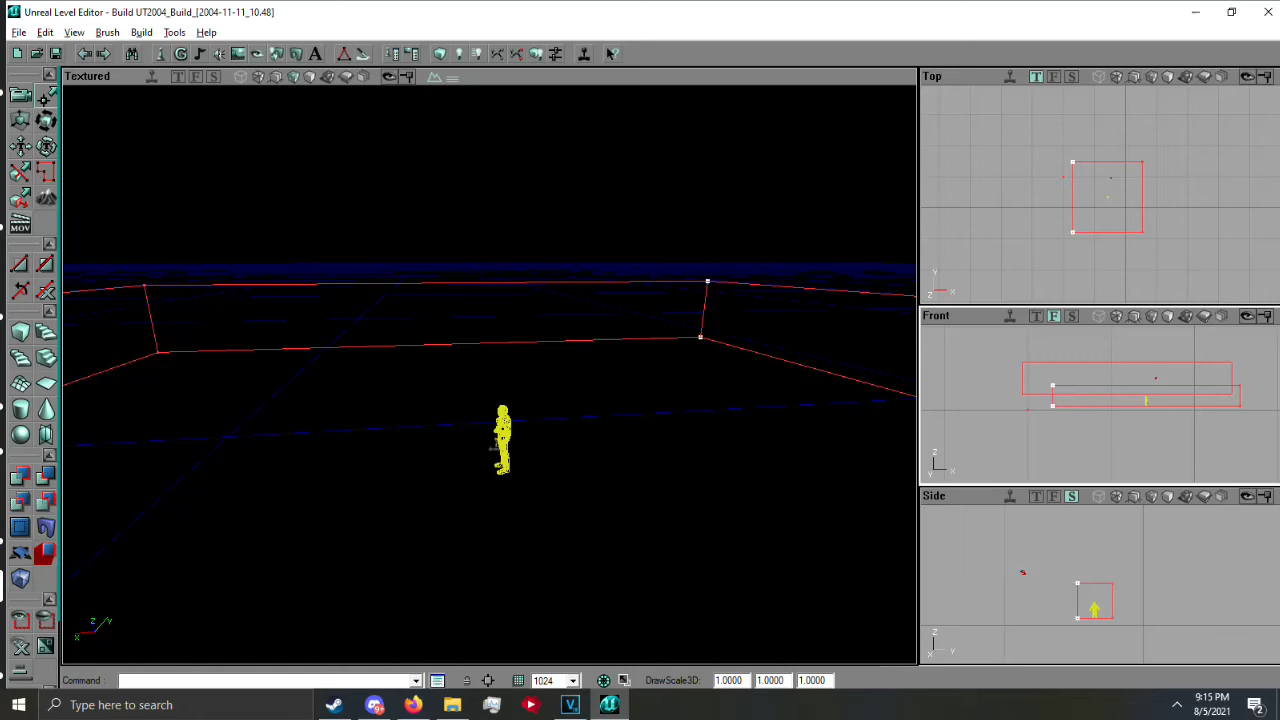 Unreal Level Editor - Build UT2004_Build_[2004-11-11_10.48]
File Edit View Brush Build Tools Help
Textured T F S
Top T F S
MOV
Y
Z X
Front T F S
Z
Y X
Side T F S
Z
X Y
Z Y
X
Command :
1024
DrawScale3D: 1.0000 1.0000 1.0000
Type here to search
9:15 PM
8/5/2021
2